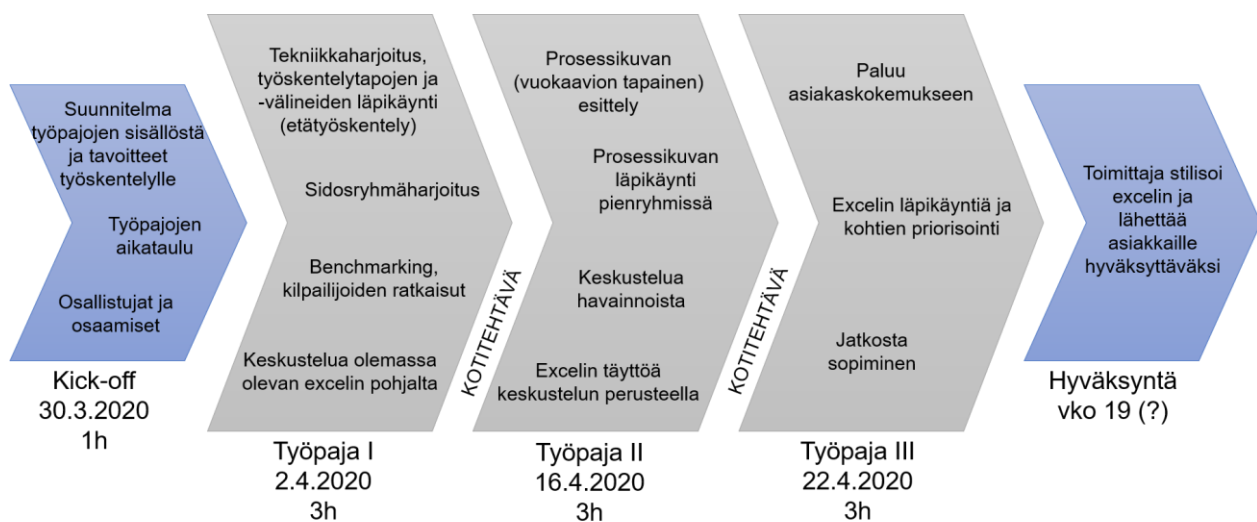 Suunnitelma
työpajojen sisällöstä
ja tavoitteet
työskentelylle
Työpajojen
aikataulu
Osallistujat ja
osaamiset
Kick-off
30.3.2020
1h
Tekniikkaharjoitus,
työskentelytapojen ja
-välineiden läpikäynti
(etätyöskentely)
Sidosryhmäharjoitus
Benchmarking,
kilpailijoiden ratkaisut
Keskustelua olemassa
olevan excelin pohjalta
Työpaja I
2.4.2020
3h
KOTITEHTÄVÄ
Prosessikuvan
(vuokaavion tapainen)
esittely
Prosessikuvan
läpikäynti
pienryhmissä
Keskustelua
havainnoista
Excelin täyttöä
keskustelun perusteella
Työpaja II
16.4.2020
3h
KOTITEHTÄVÄ
Paluu
asiakaskokemukseen
Excelin läpikäyntiä ja
kohtien priorisointi
Jatkosta
sopiminen
Työpaja III
22.4.2020
3h
Toimittaja stilisoi
excelin ja
lähettää
asiakkaille
hyväksyttäväksi
Hyväksyntä
vko 19 (?)